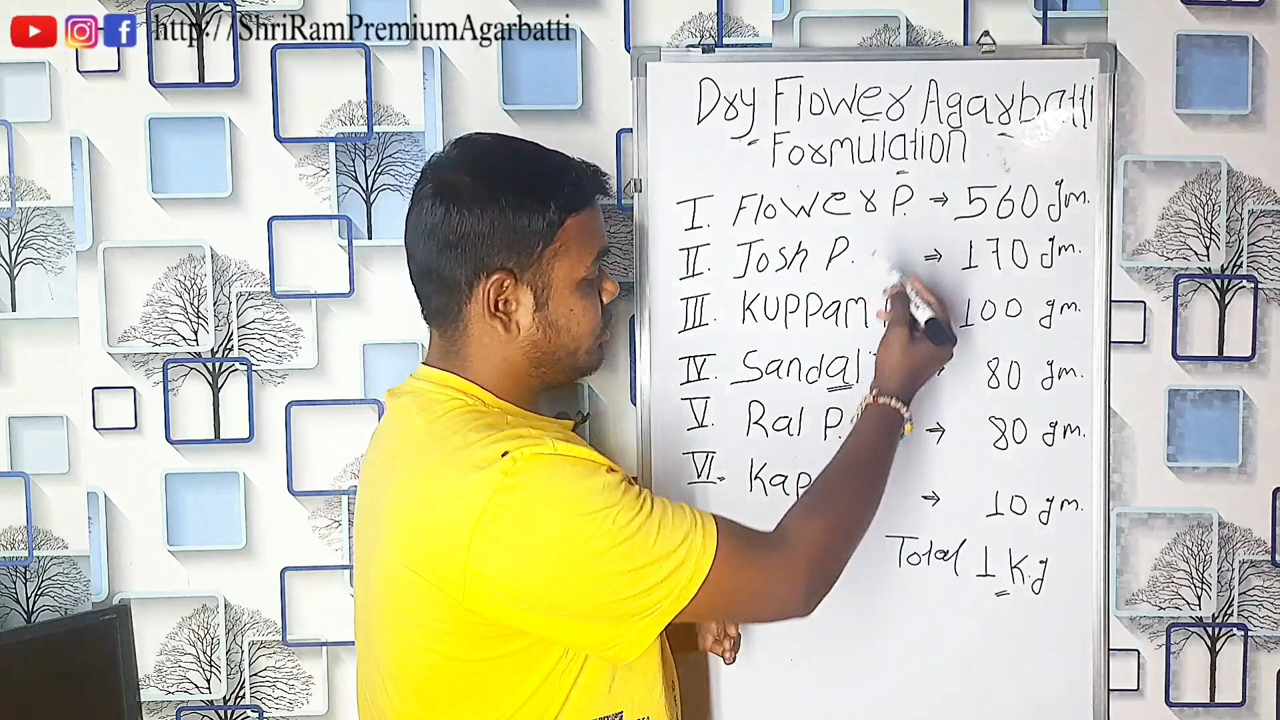 http://ShriRamPremiumAgarbatti
Dry Flower Agarbatti
Formulation
I. Flower P. → 560 gm.
II. Josh P. ⇒ 170 gm.
III. KUPPam 100 gm.
IV. Sandal 80 gm.
V. Ral P. → 80 gm.
VI. → 10 gm.
Total 1 Kg